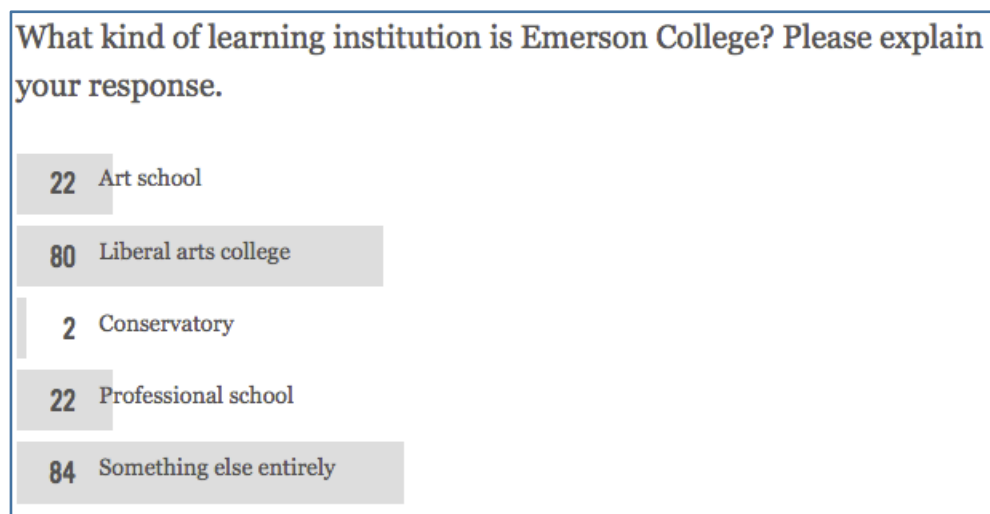 What kind of learning institution is Emerson College? Please explain
your response.
22 Art school
80 Liberal arts college
2 Conservatory
22 Professional school
84 Something else entirely